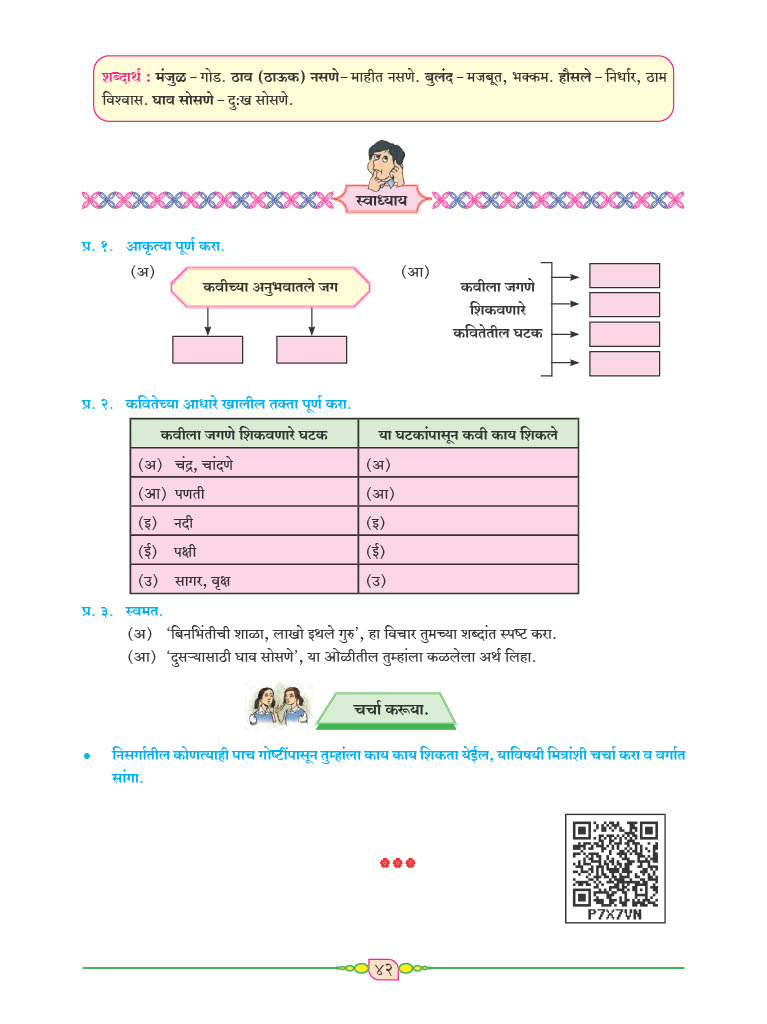 शब्दार्थ : मंजुळ – गोड. ठाव (ठाऊक) नसणे– माहीत नसणे. बुलंद – मजबूत, भक्कम. हौसले – निर्धार, ठाम
विश्वास. घाव सोसणे – दुःख सोसणे.
स्वाध्याय
प्र. १. आकृत्या पूर्ण करा.
(अ) कवीच्या अनुभवातले जग
(आ) कवीला जगणे
शिकवणारे
कवितेतील घटक
प्र. २. कवितेच्या आधारे खालील तक्ता पूर्ण करा.
कवीला जगणे शिकवणारे घटक या घटकांपासून कवी काय शिकले
(अ) चंद्र, चांदणे (अ)
(आ) पणती (आ)
(इ) नदी (इ)
(ई) पक्षी (ई)
(उ) सागर, वृक्ष (उ)
प्र. ३. स्वमत.
(अ) ‘बिनभिंतीची शाळा, लाखो इथले गुरु’, हा विचार तुमच्या शब्दांत स्पष्ट करा.
(आ) ‘दुसऱ्यासाठी घाव सोसणे’, या ओळीतील तुम्हांला कळलेला अर्थ लिहा.
चर्चा करूया.
• निसर्गातील कोणत्याही पाच गोष्टींपासून तुम्हांला काय काय शिकता येईल, याविषयी मित्रांशी चर्चा करा व वर्गात
सांगा.
P7X7VN
४२